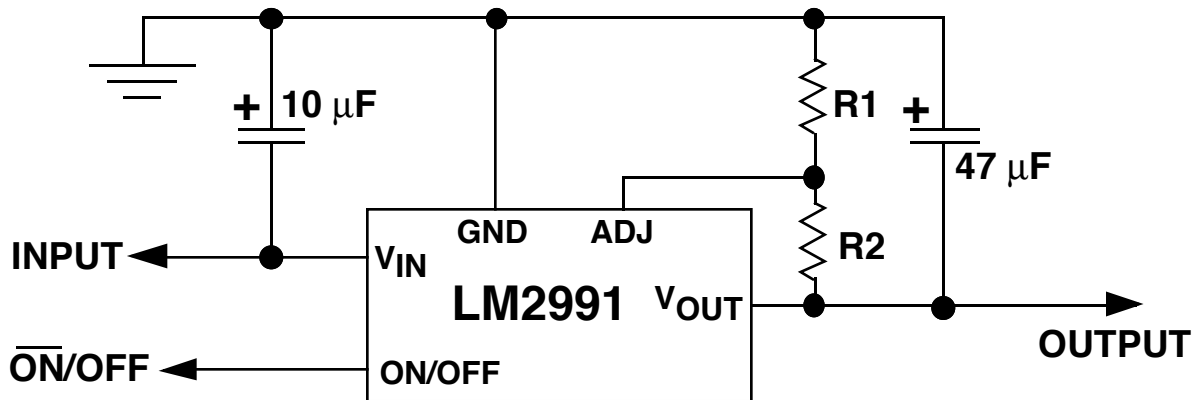 + 10 μF
R1
+
47 μF
GND
ADJ
INPUT
VIN
R2
LM2991
VOUT
OUTPUT
ON/OFF
ON/OFF